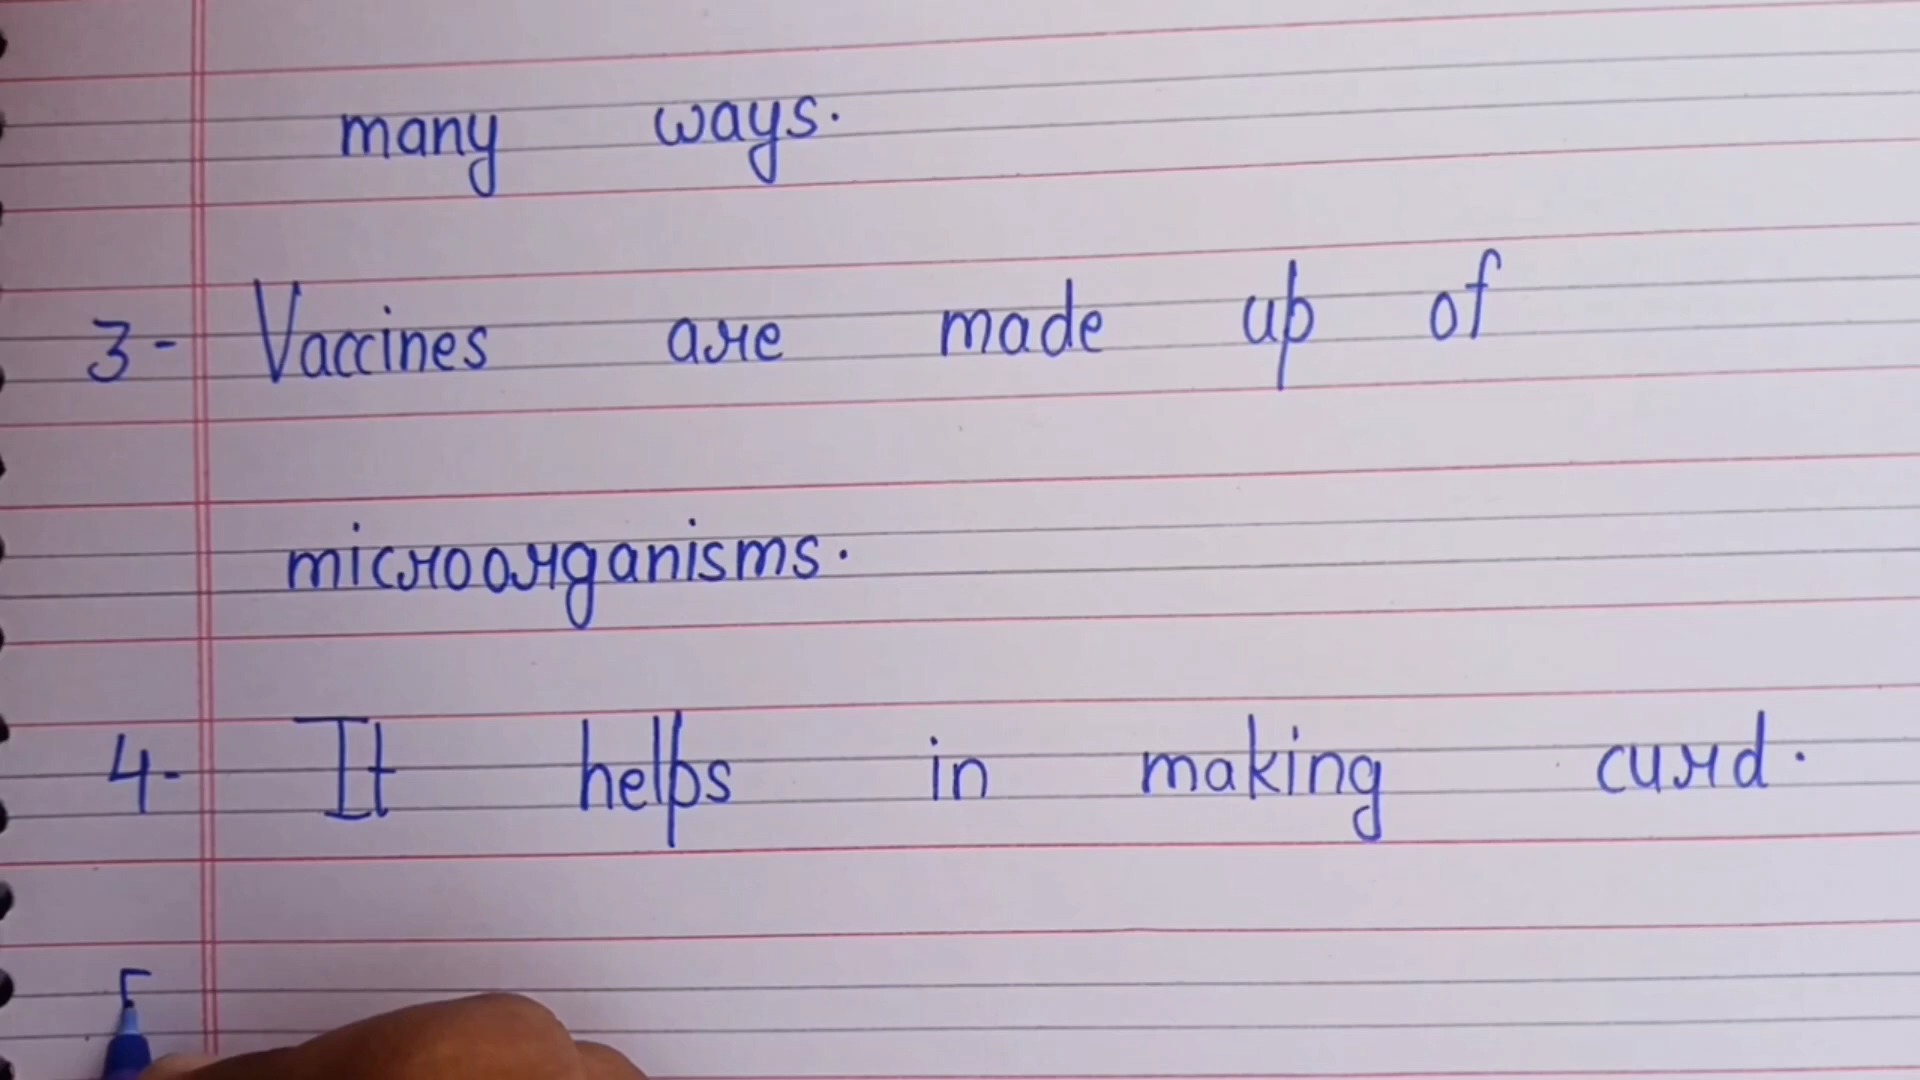 many ways.
3- Vaccines are made up of
microorganisms.
4- It helps in making curd.